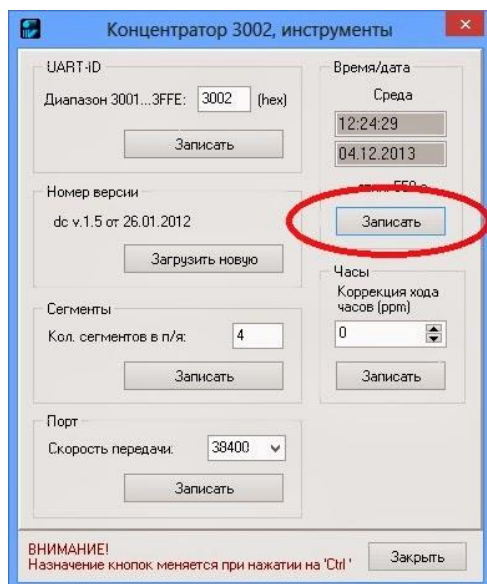 Концентратор 3002, инструменты
UART-iD
Диапазон 3001...3FFE: 3002 (hex)
Записать
Номер версии
dc v.1.5 от 26.01.2012
Загрузить новую
Сегменты
Кол. сегментов в п/я: 4
Записать
Порт
Скорость передачи: 38400
Записать
Время/дата
Среда
12:24:29
04.12.2013
559
Записать
Часы
Коррекция хода
часов (ppm)
0
Записать
ВНИМАНИЕ!
Назначение кнопок меняется при нажатии на 'Ctrl '
Закрыть